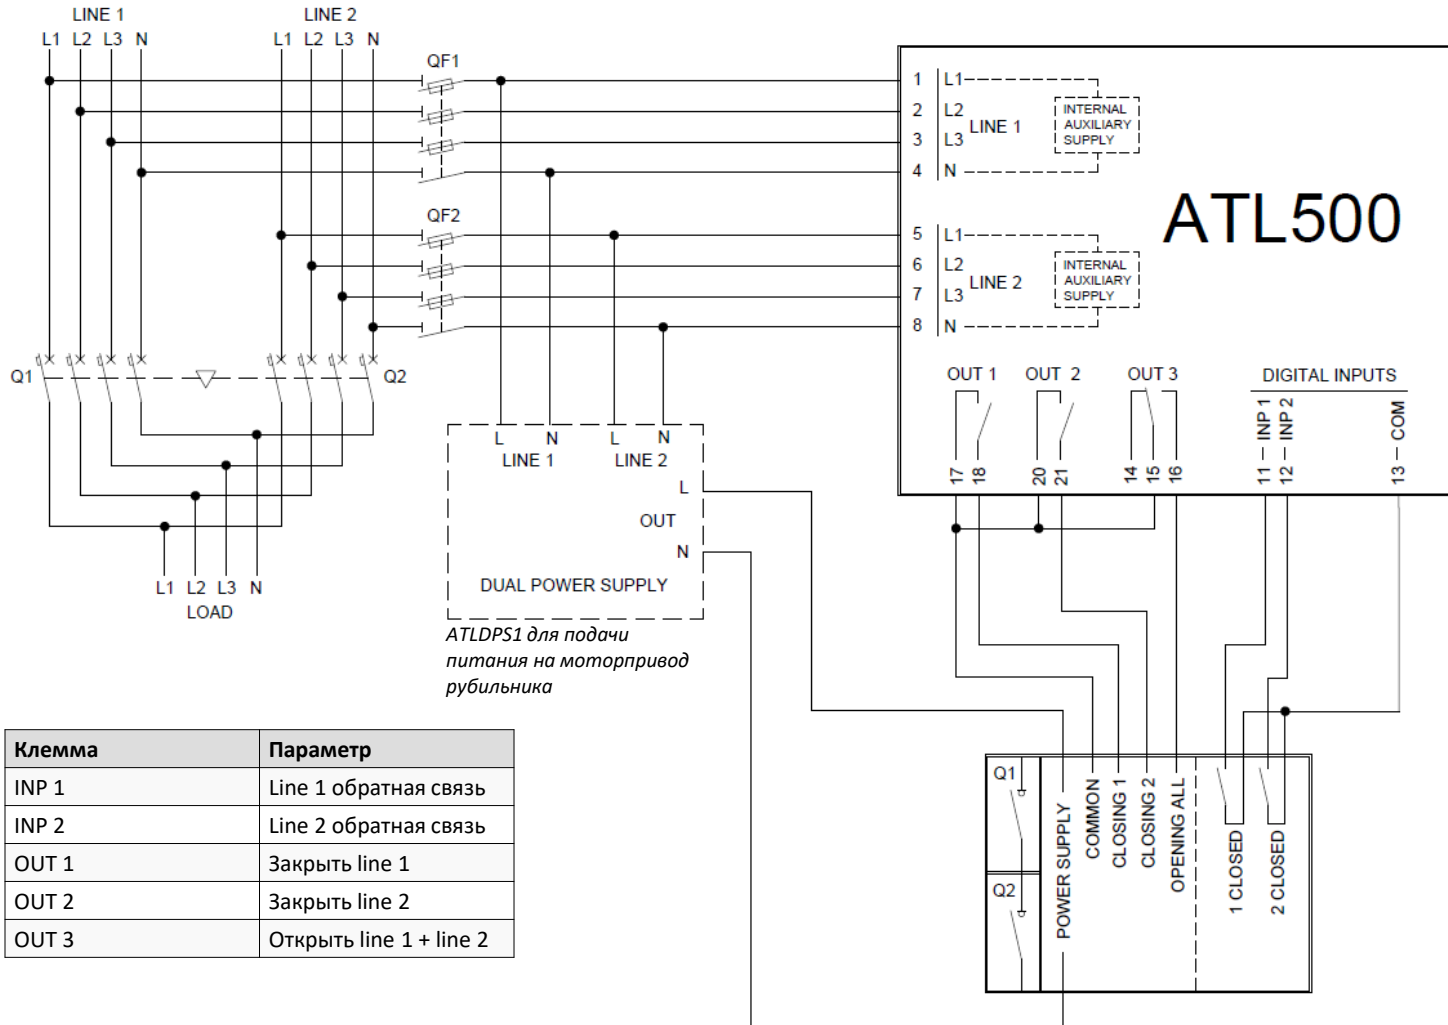 LINE 1
LINE 2
L1 L2 L3 N
L1 L2 L3 N
QF1
1 L1
2 L2
3 L3
4 N
LINE 1
INTERNAL
AUXILIARY
SUPPLY
ATL500
QF2
5 L1
6 L2
7 L3
8 N
LINE 2
INTERNAL
AUXILIARY
SUPPLY
Q1
Q2
OUT 1
OUT 2
OUT 3
DIGITAL INPUTS
17
18
20
21
14
15
16
11 INP 1
12 INP 2
13 COM
L N L N
LINE 1
LINE 2
L
OUT
N
DUAL POWER SUPPLY
L1 L2 L3 N
LOAD
ATLDPS1 для подачи
питания на моторпривод
рубильника
Клемма Параметр
INP 1 Line 1 обратная связь
INP 2 Line 2 обратная связь
OUT 1 Закрыть line 1
OUT 2 Закрыть line 2
OUT 3 Открыть line 1 + line 2
Q1
Q2
POWER SUPPLY
COMMON
CLOSING 1
CLOSING 2
OPENING ALL
1 CLOSED
2 CLOSED